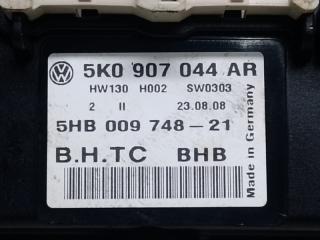 5K0 907 044 AR
HW130 H002 SW0303
2 II 23.08.08
5HB 009 748-21
B.H.TC BHB
Made in Germany